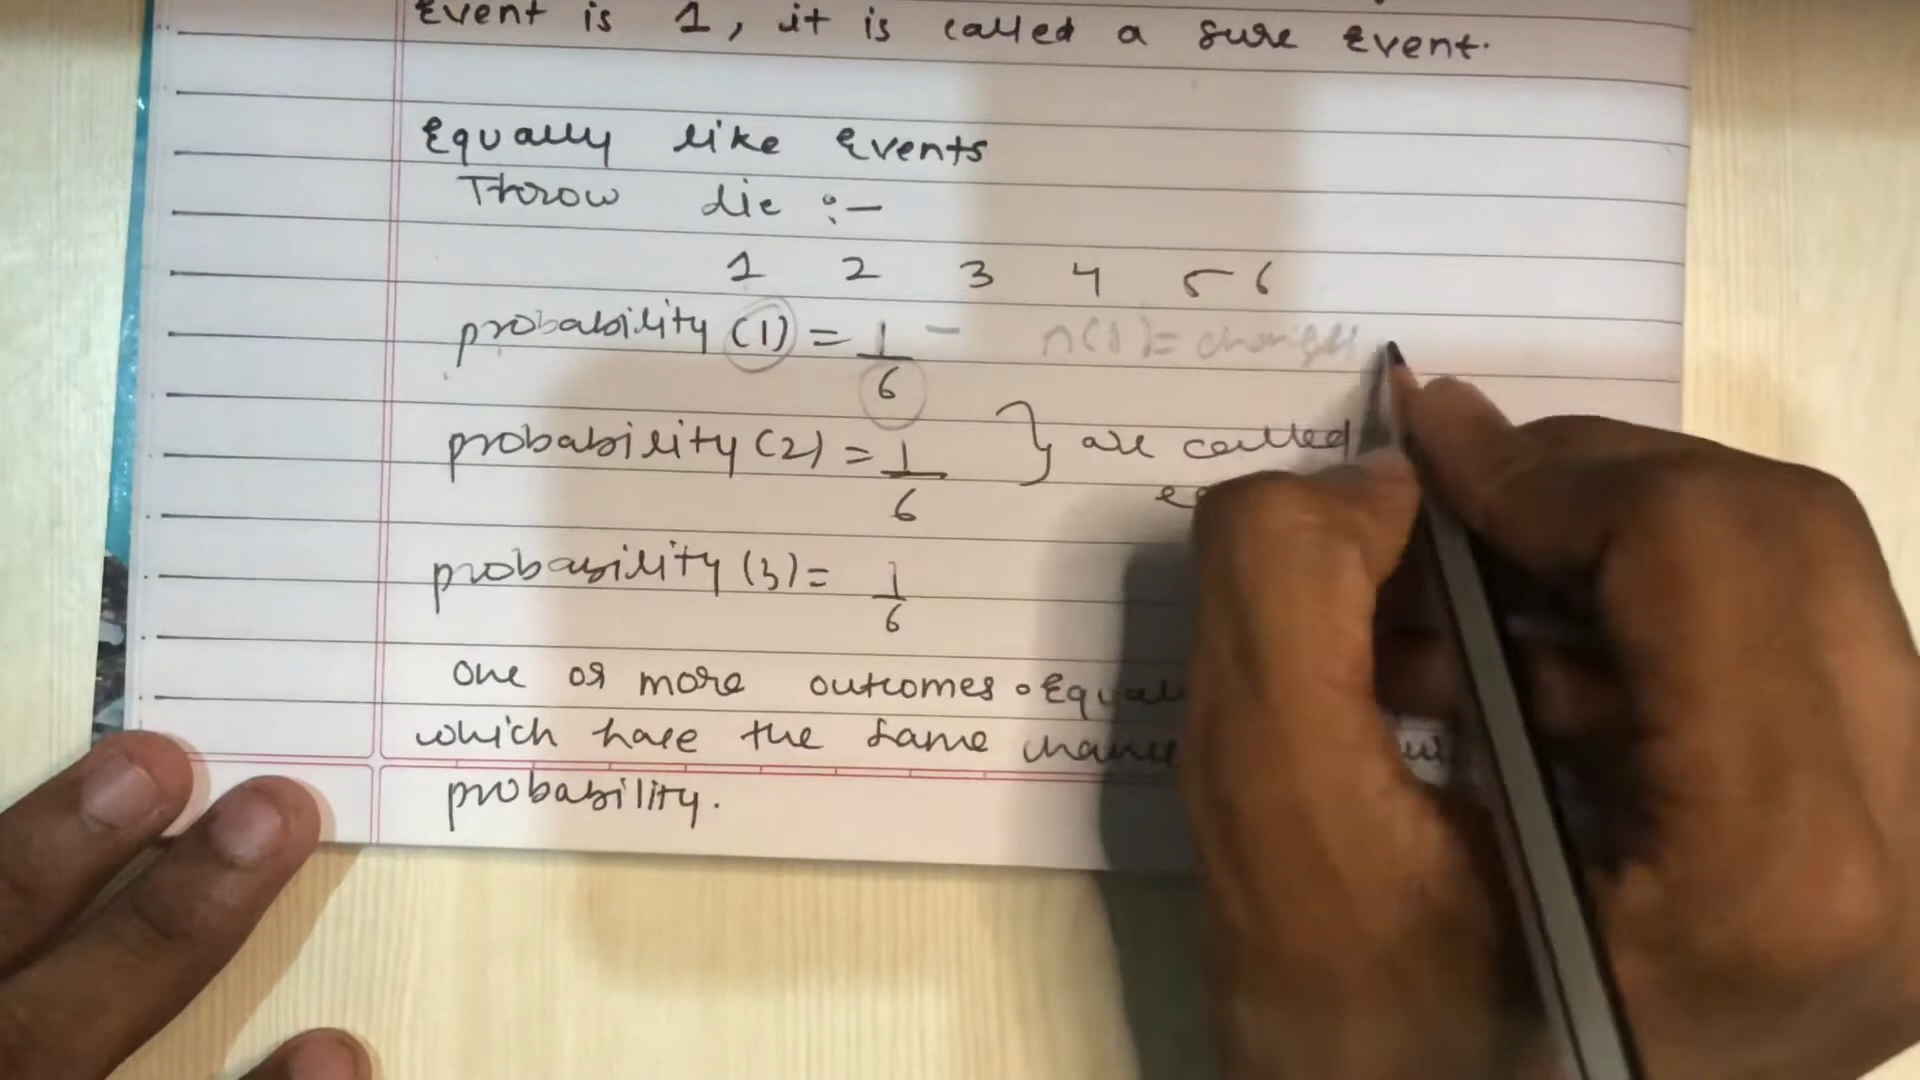 Event is 1, it is called a sure Event.
Equally like Events
Throw die :-
1 2 3 4 5 6
probability (1) = 1/6 - n(1) =
probability (2) = 1/6 } are called
probability (3) = 1/6
One or more outcomes
which have the same chance
probability.